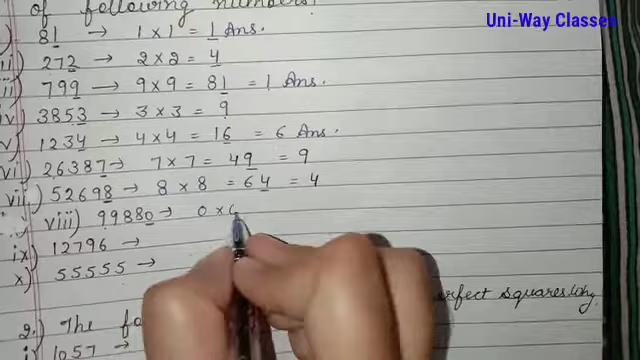 of following numbers.
Uni-Way Classes
i) 81 → 1 × 1 = 1 Ans.
ii) 272 → 2 × 2 = 4
iii) 799 → 9 × 9 = 81 = 1 Ans.
iv) 3853 → 3 × 3 = 9
v) 1234 → 4 × 4 = 16 = 6 Ans.
vi) 26387 → 7 × 7 = 49 = 9
vii) 52698 → 8 × 8 = 64 = 4
viii) 99880 → 0 ×
ix) 12796 →
x) 55555 →
erfect squares. Why
2.) The fo
i) 1057 →